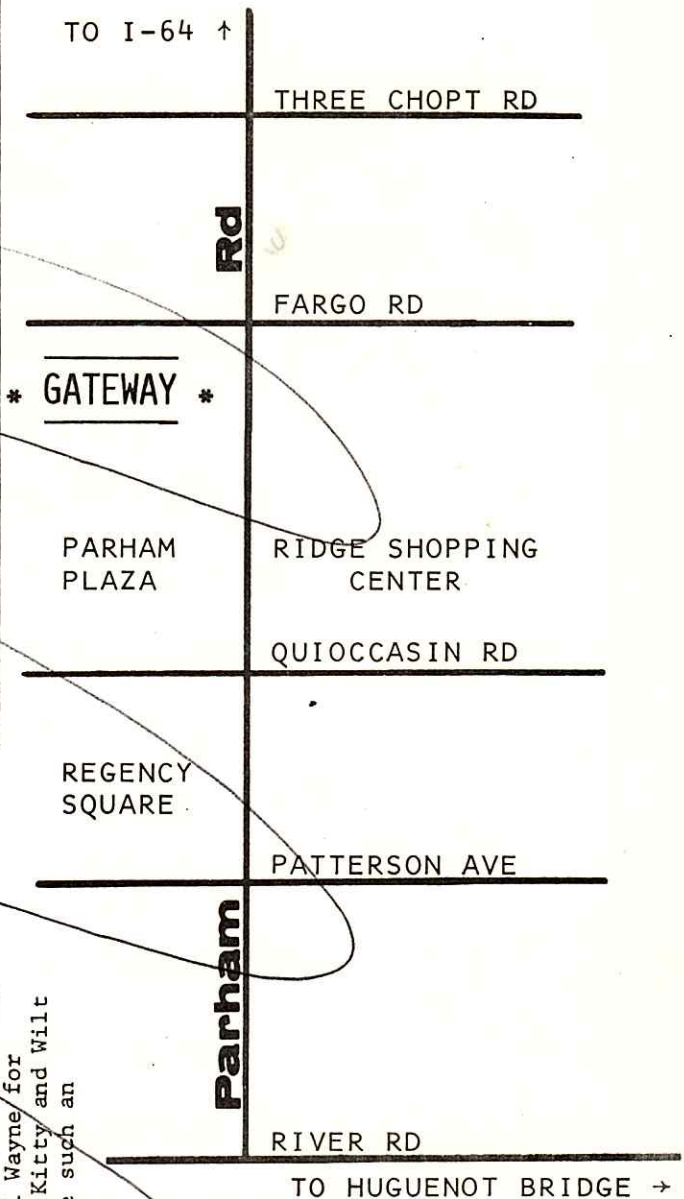 TO I-64 ↑
THREE CHOPT RD
Rd
FARGO RD
* GATEWAY *
PARHAM
PLAZA
RIDGE SHOPPING
CENTER
QUIOCCASIN RD
REGENCY
SQUARE
PATTERSON AVE
Parham
RIVER RD
TO HUGUENOT BRIDGE →
Wayne for
Kitty and Wilt
such an